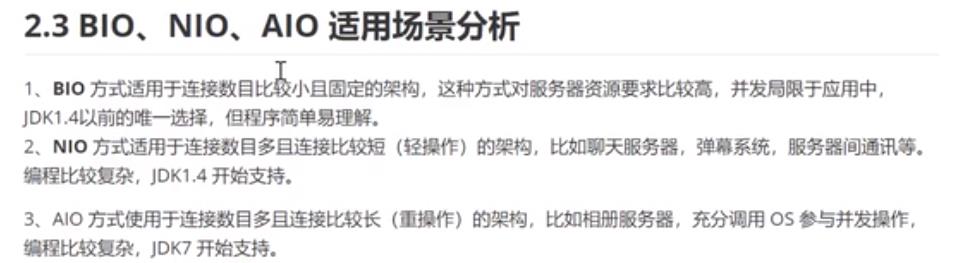 2.3 BIO、NIO、AIO 适用场景分析
1、BIO 方式适用于连接数目比较小且固定的架构，这种方式对服务器资源要求比较高，并发局限于应用中，
JDK1.4以前的唯一选择，但程序简单易理解。
2、NIO 方式适用于连接数目多且连接比较短（轻操作）的架构，比如聊天服务器，弹幕系统，服务器间通讯等。
编程比较复杂，JDK1.4 开始支持。
3、AIO 方式使用于连接数目多且连接比较长（重操作）的架构，比如相册服务器，充分调用 OS 参与并发操作，
编程比较复杂，JDK7 开始支持。